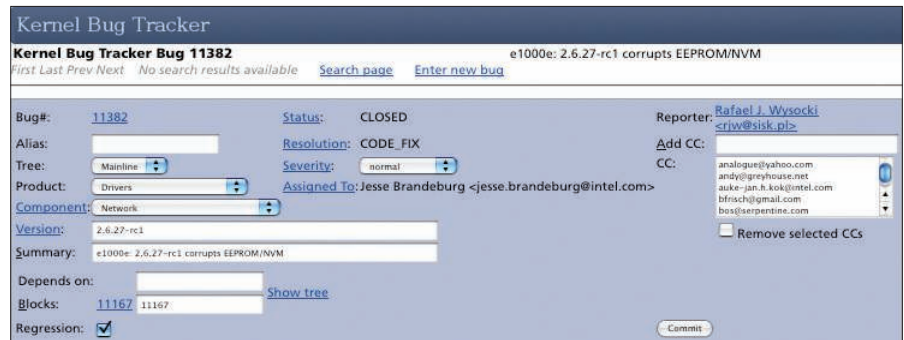 Kernel Bug Tracker
Kernel Bug Tracker Bug 11382 e1000e: 2.6.27-rc1 corrupts EEPROM/NVM
First Last Prev Next No search results available Search page Enter new bug
Bug#: 11382 Status: CLOSED Reporter: Rafael J. Wysocki
<rjw@sisk.pl>
Alias: Resolution: CODE_FIX Add CC:
Tree: Mainline Severity: normal CC: analogue@yahoo.com
andy@greyhouse.net
Product: Drivers Assigned To: Jesse Brandeburg <jesse.brandeburg@intel.com> auke-jan.h.kok@intel.com
bfrisch@gmail.com
Component: Network bos@serpentine.com
Version: 2.6.27-rc1 Remove selected CCs
Summary: e1000e: 2.6.27-rc1 corrupts EEPROM/NVM
Depends on:
Show tree
Blocks: 11167 11167
Regression: Commit